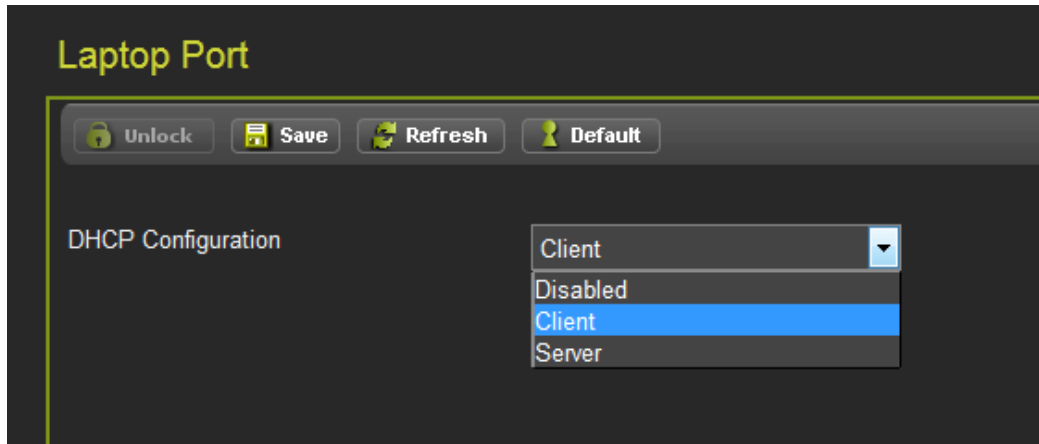 Laptop Port
Unlock Save Refresh Default
DHCP Configuration Client
Disabled
Client
Server